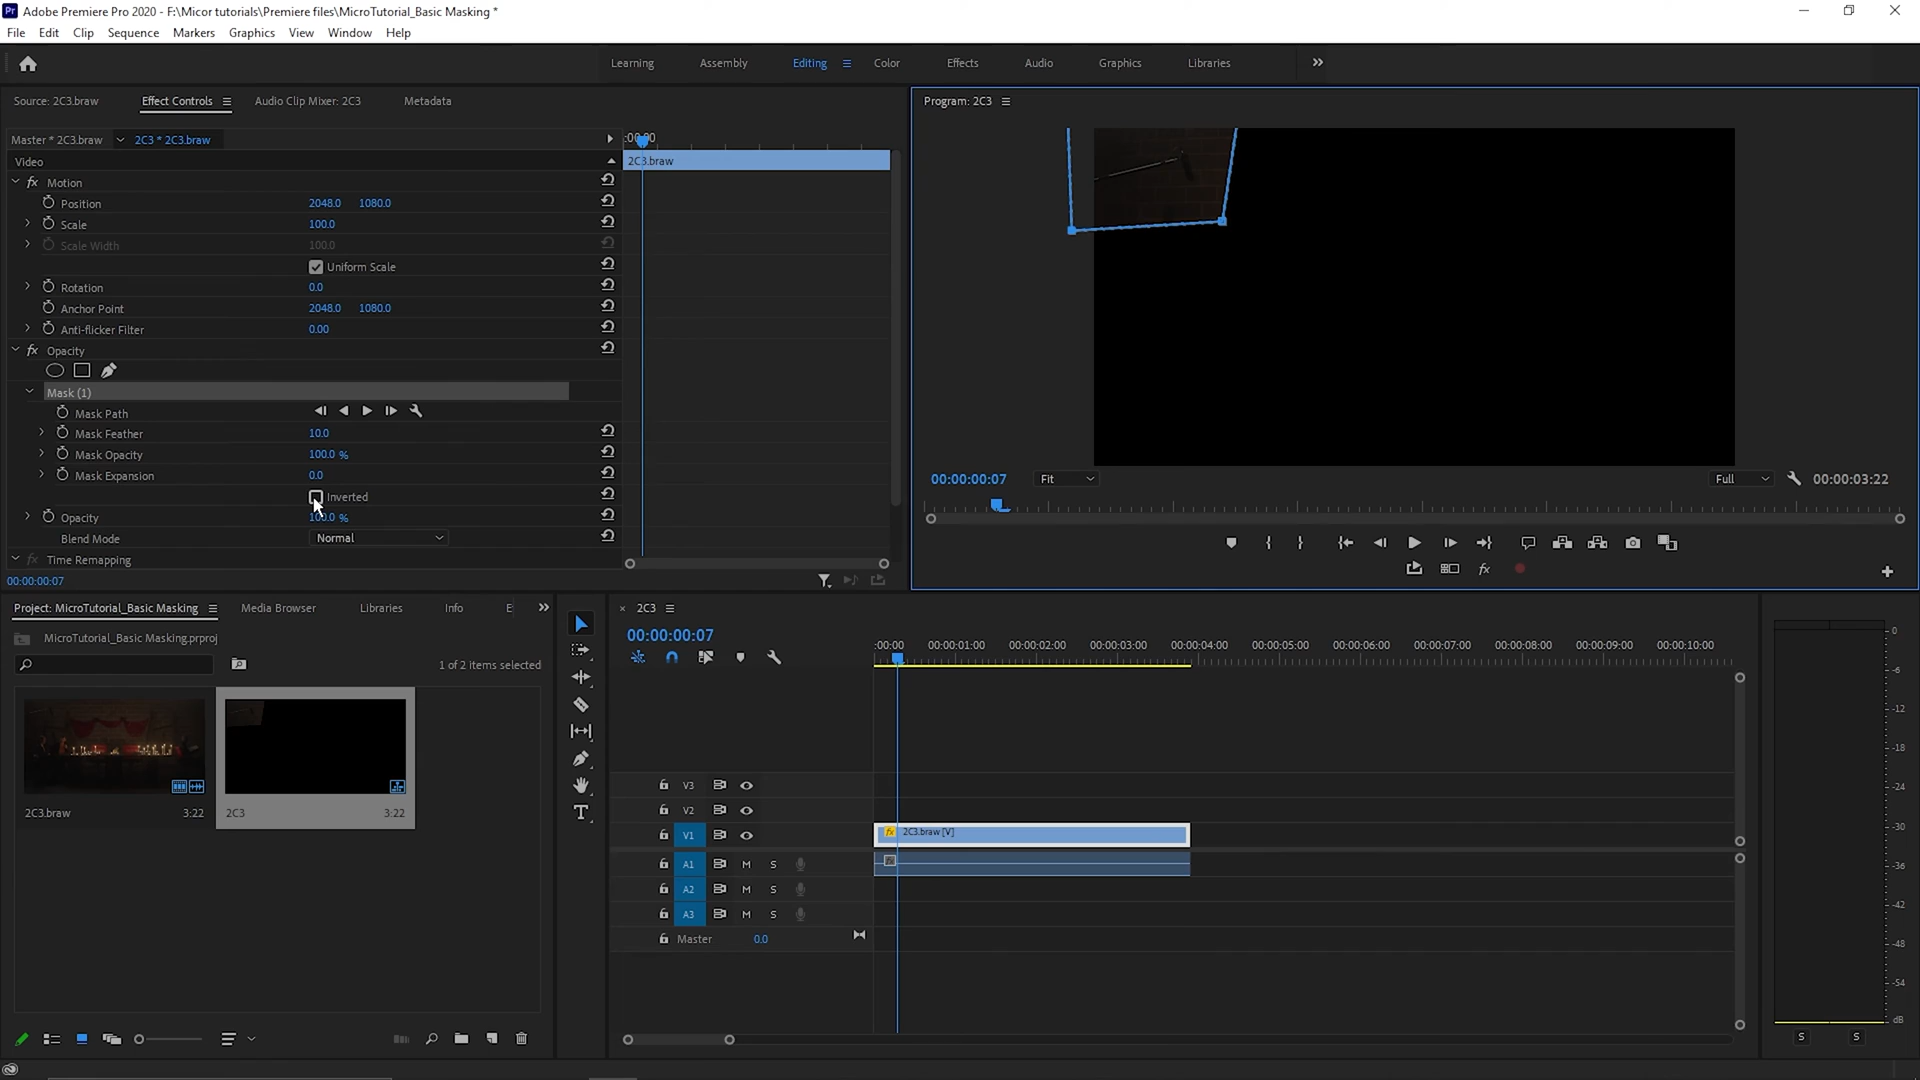 Pr Adobe Premiere Pro 2020 - F:\Micor tutorials\Premiere files\MicroTutorial_Basic Masking *
File Edit Clip Sequence Markers Graphics View Window Help
Learning Assembly Editing Color Effects Audio Graphics Libraries
Source: 2C3.braw Effect Controls Audio Clip Mixer: 2C3 Metadata
Program: 2C3
Master * 2C3.braw 2C3 * 2C3.braw
:00:00
Video
2C3.braw
fx Motion
Position 2048.0 1080.0
Scale 100.0
Scale Width 100.0
Uniform Scale
Rotation 0.0
Anchor Point 2048.0 1080.0
Anti-flicker Filter 0.00
fx Opacity
Mask (1)
Mask Path
Mask Feather 10.0
Mask Opacity 100.0 %
Mask Expansion 0.0
Inverted
Opacity 100.0 %
Blend Mode Normal
fx Time Remapping
00:00:00:07
00:00:00:07 Fit Full 00:00:03:22
fx
Project: MicroTutorial_Basic Masking Media Browser Libraries Info E
MicroTutorial_Basic Masking.prproj
1 of 2 items selected
2C3.braw 3:22
2C3 3:22
2C3
00:00:00:07
:00:00 00:00:01:00 00:00:02:00 00:00:03:00 00:00:04:00 00:00:05:00 00:00:06:00 00:00:07:00 00:00:08:00 00:00:09:00 00:00:10:00
V3
V2
V1
fx 2C3.braw [V]
A1 M S
fx
A2 M S
A3 M S
Master 0.0
0
-6
-12
-18
-24
-30
-36
-42
-48
-54
dB
S S